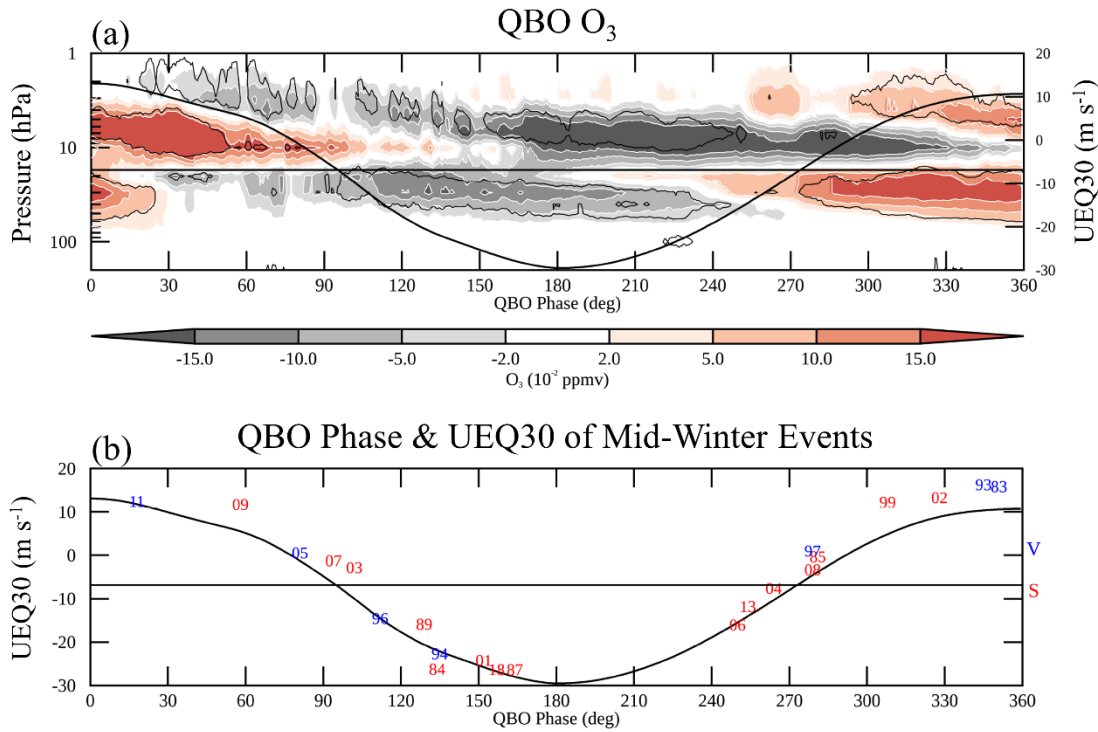 (a) QBO O₃
1
10
100
Pressure (hPa)
20
10
0
-10
-20
-30
UEQ30 (m s⁻¹)
0 30 60 90 120 150 180 210 240 270 300 330 360
QBO Phase (deg)
-15.0 -10.0 -5.0 -2.0 2.0 5.0 10.0 15.0
O₃ (10⁻² ppmv)
(b) QBO Phase & UEQ30 of Mid-Winter Events
20
10
0
-10
-20
-30
UEQ30 (m s⁻¹)
11
09
05
07
03
96
89
94
84
01
18
87
06
13
04
97
85
08
99
02
93
83
V
S
0 30 60 90 120 150 180 210 240 270 300 330 360
QBO Phase (deg)